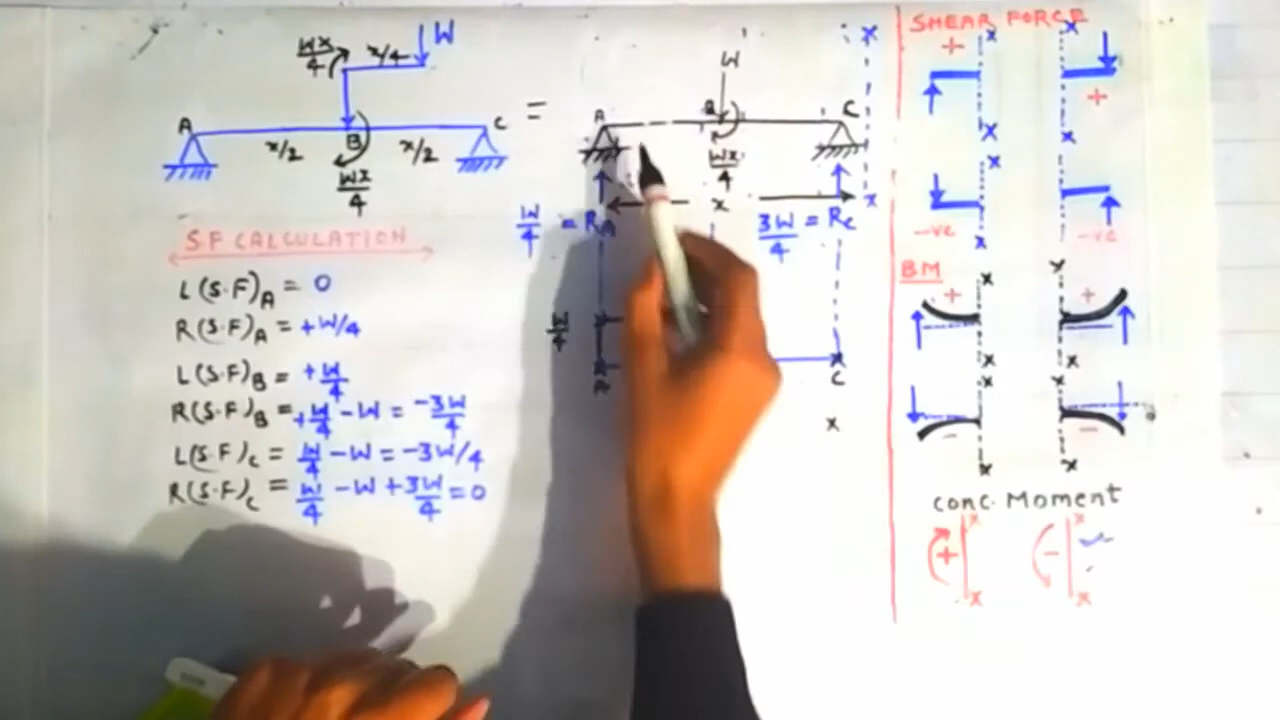 Wx/4 x/4 W
A B C
x/2 x/2
Wx/4
=
W
A B C
Wx/4
x
W/4 = RA
3W/4 = Rc
W/4
A C
x
S.F CALCULATION
L(S.F)A = 0
R(S.F)A = +W/4
L(S.F)B = +W/4
R(S.F)B = +W/4 - W = -3W/4
L(S.F)c = W/4 - W = -3W/4
R(S.F)c = W/4 - W + 3W/4 = 0
SHEAR FORCE
x x
+ +
x x
x
-ve -ve
x x
BM
x x
+ +
x x
x x
- -
x x
conc. Moment
x x
+ -
x x